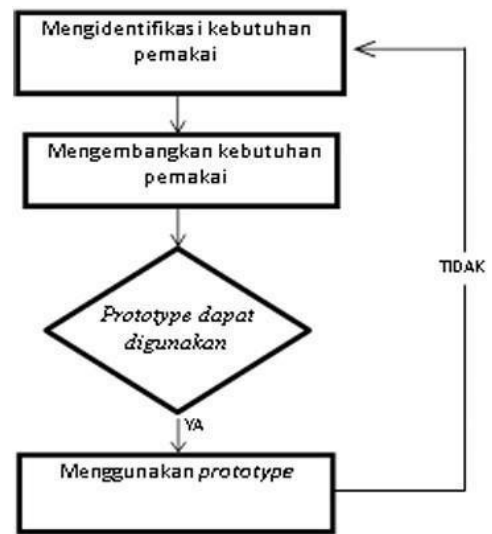 Mengidentifikasi kebutuhan
pemakai
Mengembangkan kebutuhan
pemakai
Prototype dapat
digunakan
TIDAK
YA
Menggunakan prototype